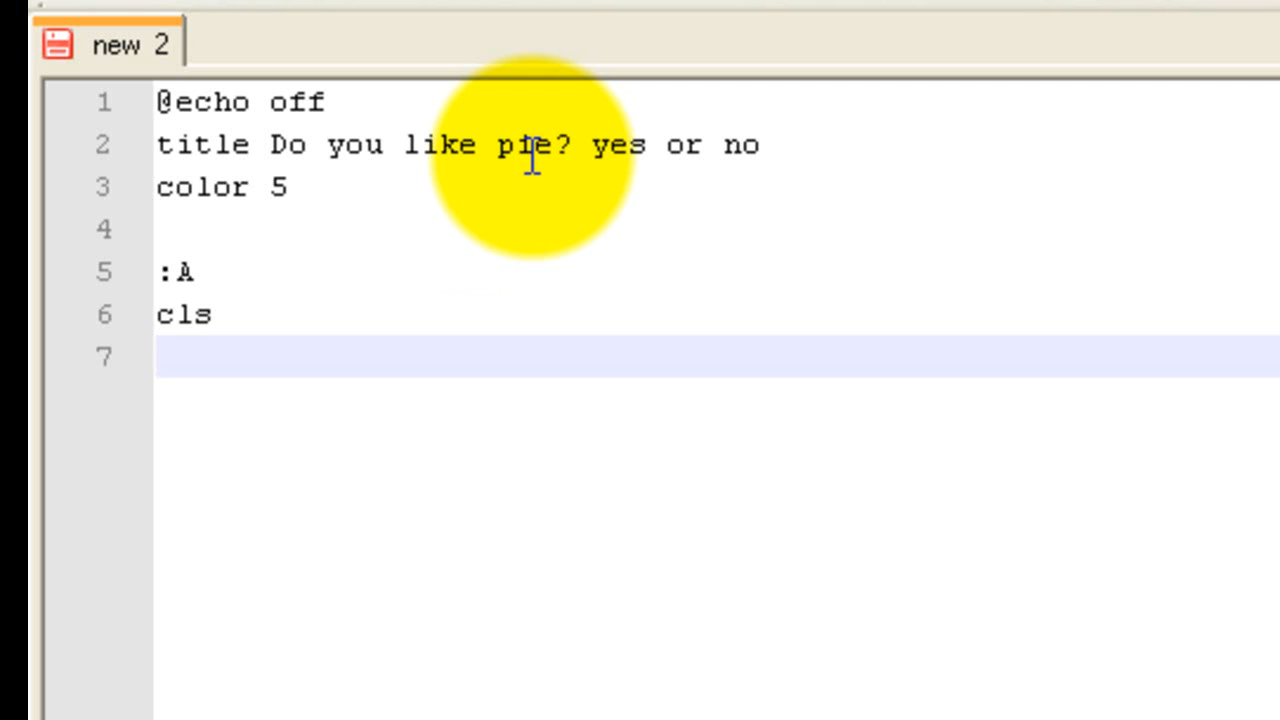 new 2
1 @echo off
2 title Do you like pie? yes or no
3 color 5
4
5 :A
6 cls
7